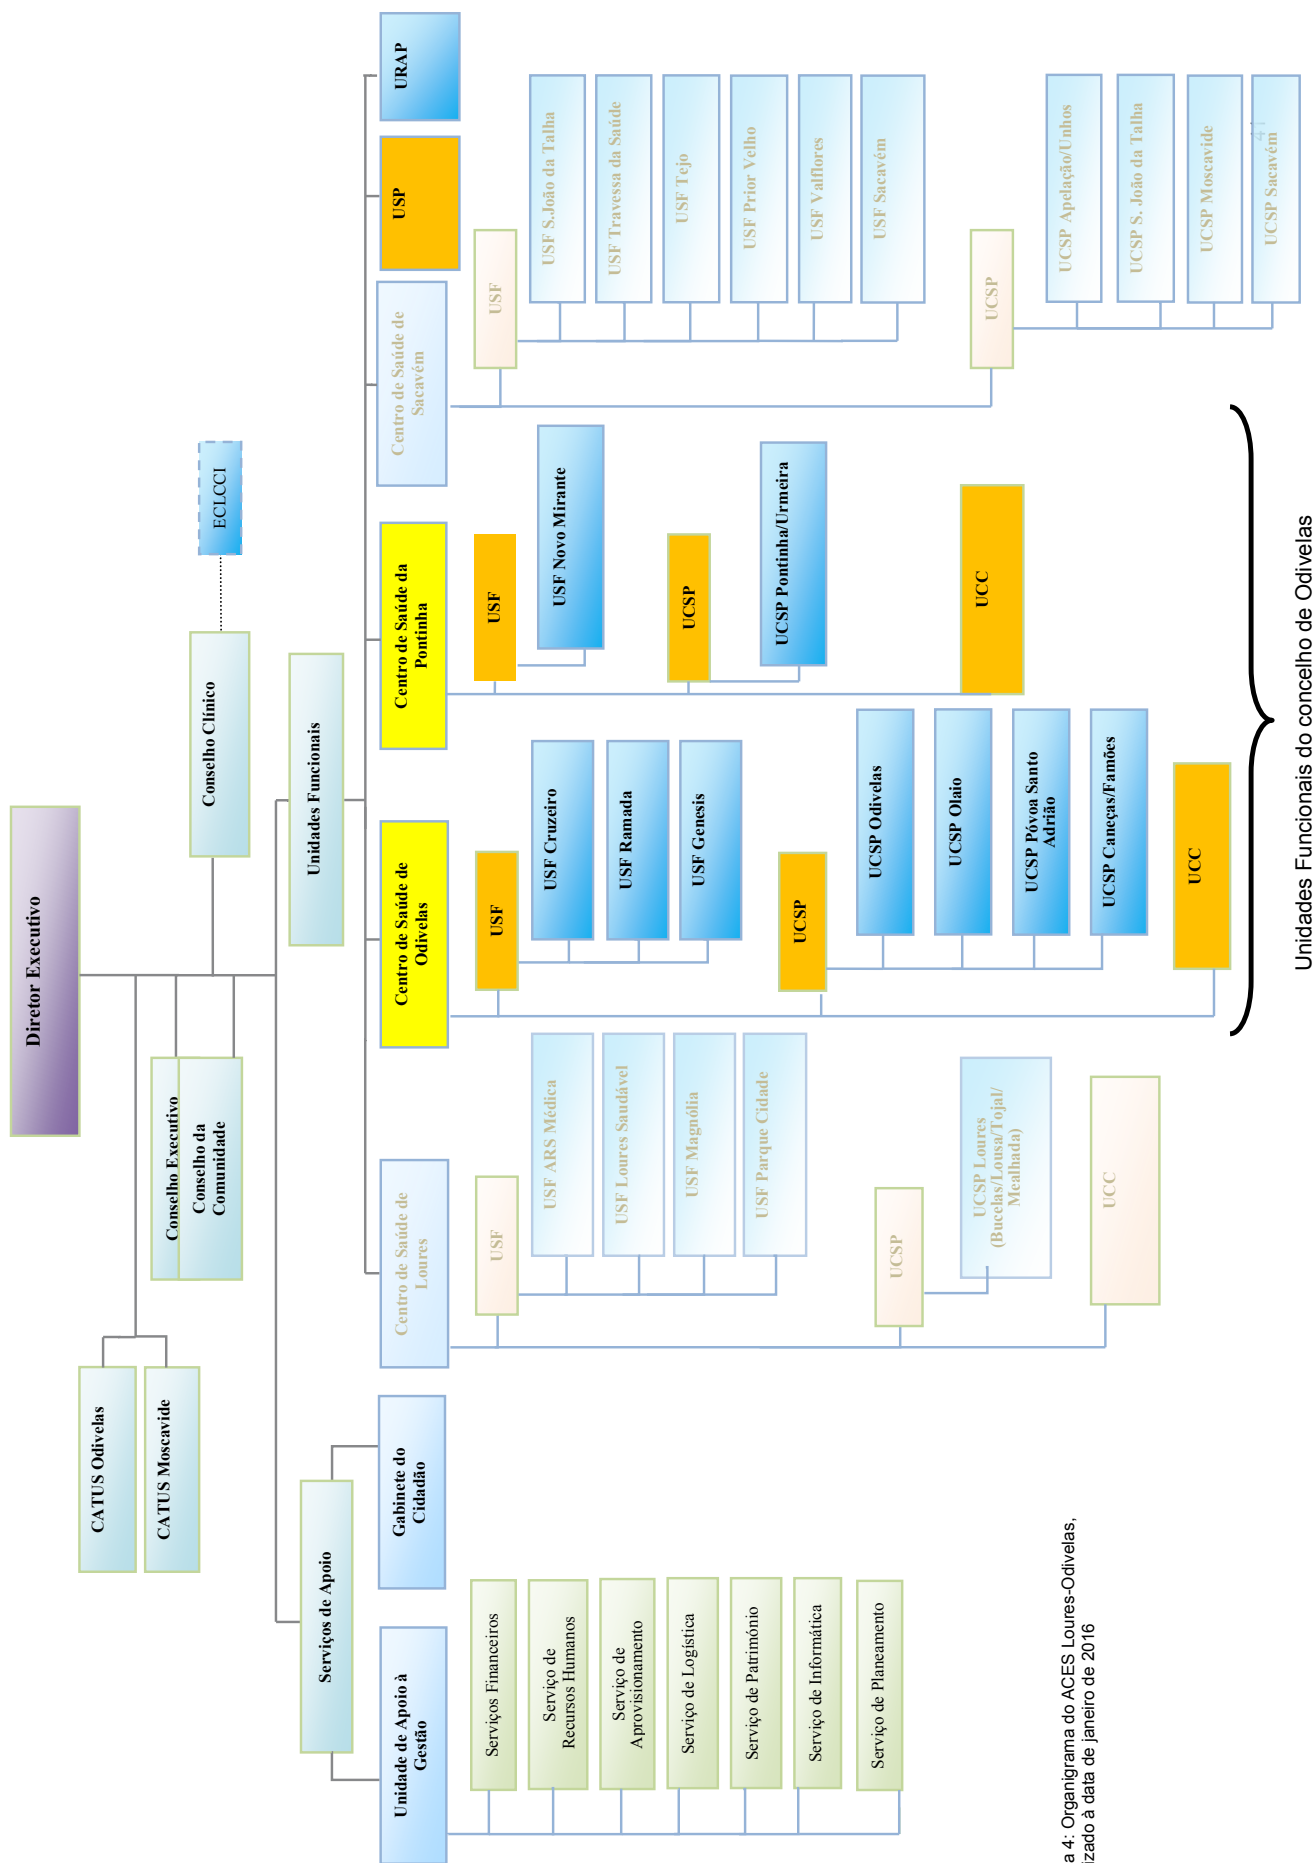 Diretor Executivo
CATUS Odivelas
CATUS Moscavide
Conselho Executivo
Conselho da
Comunidade
Conselho Clínico
ECLCCI
Serviços de Apoio
Unidades Funcionais
Unidade de Apoio à
Gestão
Gabinete do
Cidadão
Centro de Saúde de
Loures
Centro de Saúde de
Odivelas
Centro de Saúde da
Pontinha
Centro de Saúde de
Sacavém
USP
URAP
Serviços Financeiros
Serviço de
Recursos Humanos
Serviço de
Aprovisionamento
Serviço de Logística
Serviço de Património
Serviço de Informática
Serviço de Planeamento
USF
USF ARS Médica
USF Loures Saudável
USF Magnólia
USF Parque Cidade
UCSP
UCSP Loures
(Bucelas/Lousa/Tojal/
Mealhada)
UCC
USF
USF Cruzeiro
USF Ramada
USF Genesis
UCSP
UCSP Odivelas
UCSP Olaio
UCSP Póvoa Santo
Adrião
UCSP Caneças/Famões
UCC
USF
USF Novo Mirante
UCSP
UCSP Pontinha/Urmeira
UCC
USF
USF S.João da Talha
USF Travessa da Saúde
USF Tejo
USF Prior Velho
USF Valflores
USF Sacavém
UCSP
UCSP Apelação/Unhos
UCSP S. João da Talha
UCSP Moscavide
UCSP Sacavém
41
Unidades Funcionais do concelho de Odivelas
a 4: Organigrama do ACES Loures-Odivelas,
izado à data de janeiro de 2016